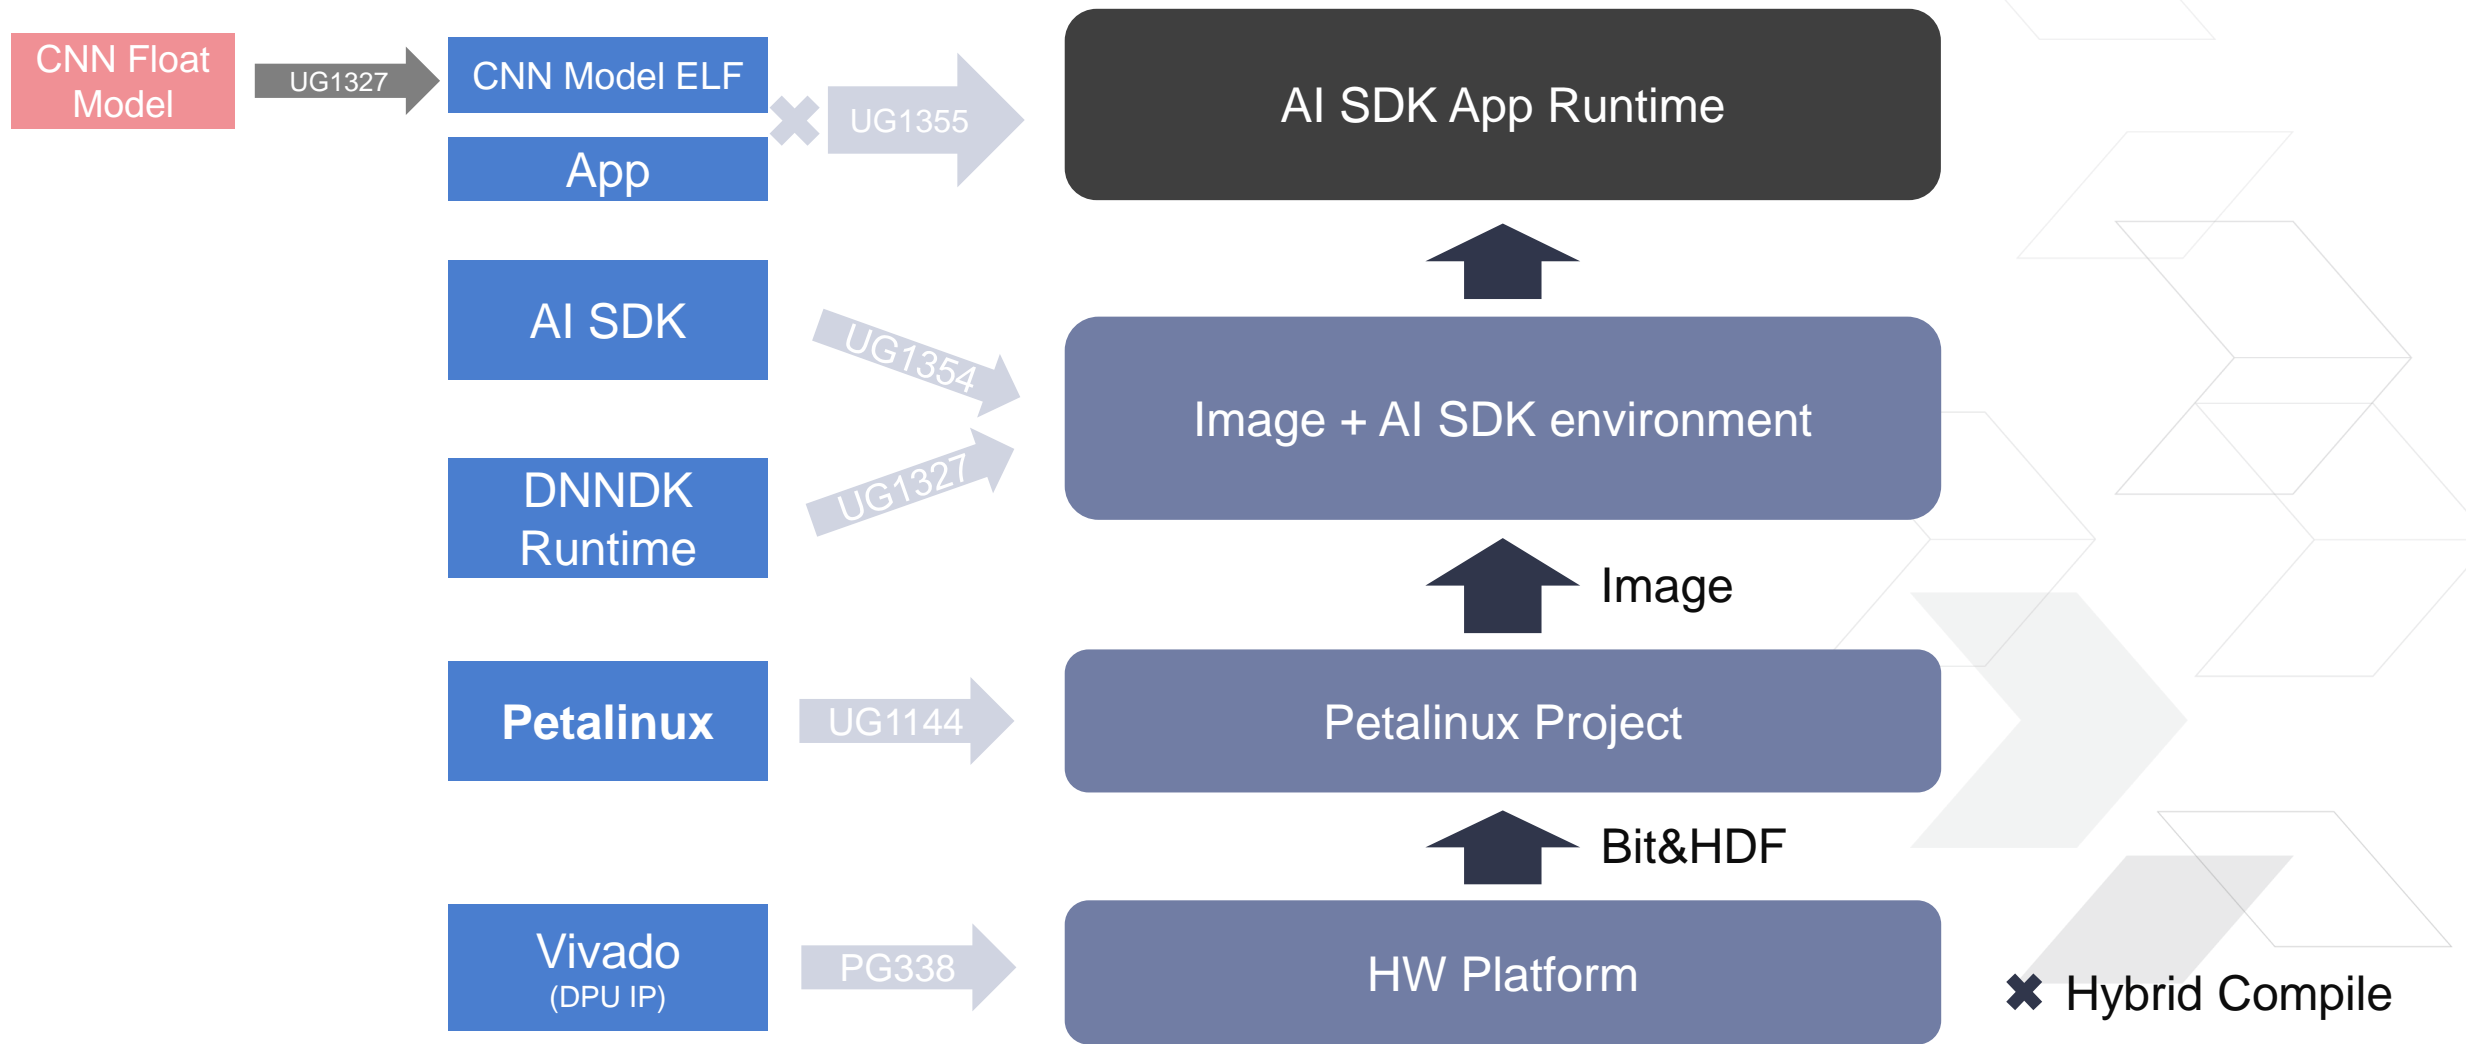 CNN Float
Model
UG1327
CNN Model ELF
App
UG1355
AI SDK App Runtime
AI SDK
UG1354
DNNDK
Runtime
UG1327
Image + AI SDK environment
Image
Petalinux
UG1144
Petalinux Project
Bit&HDF
Vivado
(DPU IP)
PG338
HW Platform
Hybrid Compile